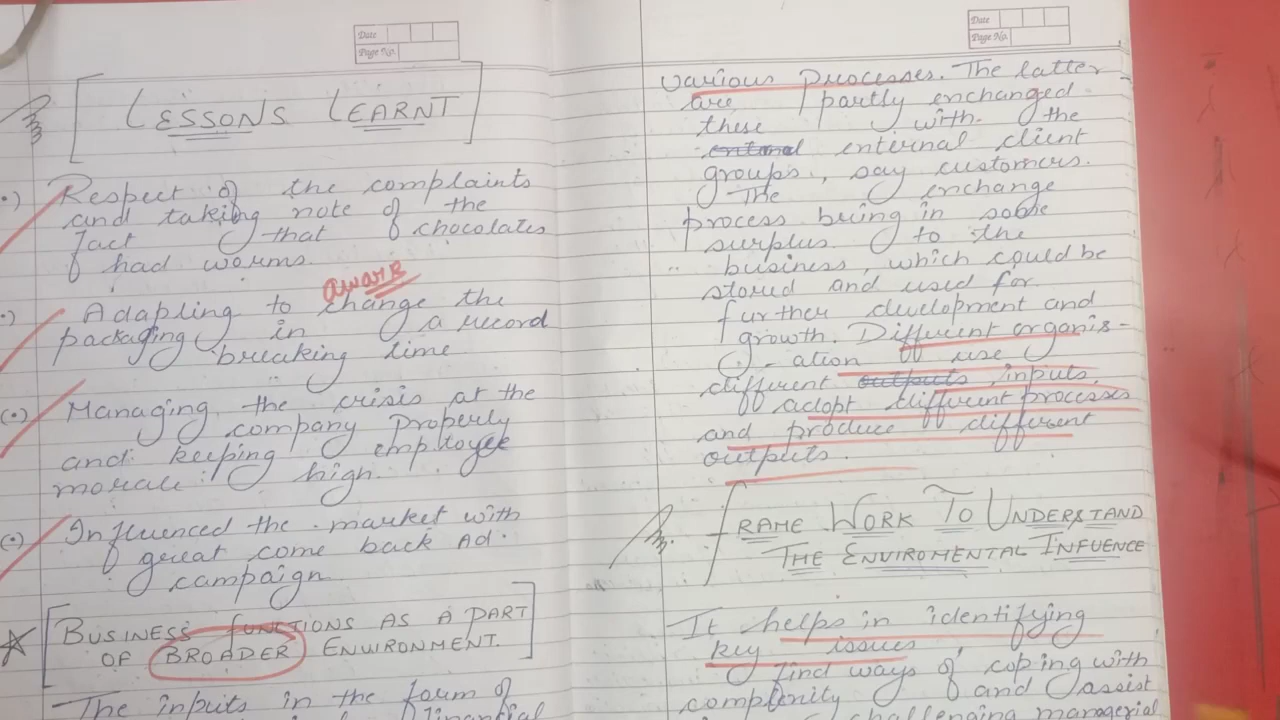 Date
Page No.
LESSONS LEARNT
Respect of the complaints
and taking note of the
fact that of chocolates
had worms.
aware
Adapting to change the
packaging in a record
breaking time
(•) Managing the crisis at the
company Properly
and keeping employee
morale high.
(•) Influenced the market with
great come back Ad.
campaign
BUSINESS FUNCTIONS AS A PART
OF BROADER ENVIRONMENT.
The inputs in the form of
financial
Date
Page No.
various processes. The latter
are partly exchanged
these with the
external client
groups, say customers.
The exchange
process bring in some
surplus to the
business, which could be
stored and used for
further development and
growth. Different organis-
ation use
different outputs inputs,
adopt different processes
and produce different
outputs.
FRAME WORK TO UNDERSTAND
THE ENVIROMENTAL INFUENCE
It helps in identifying
key issues
find ways of coping with
complexity and assist
challenging managerial